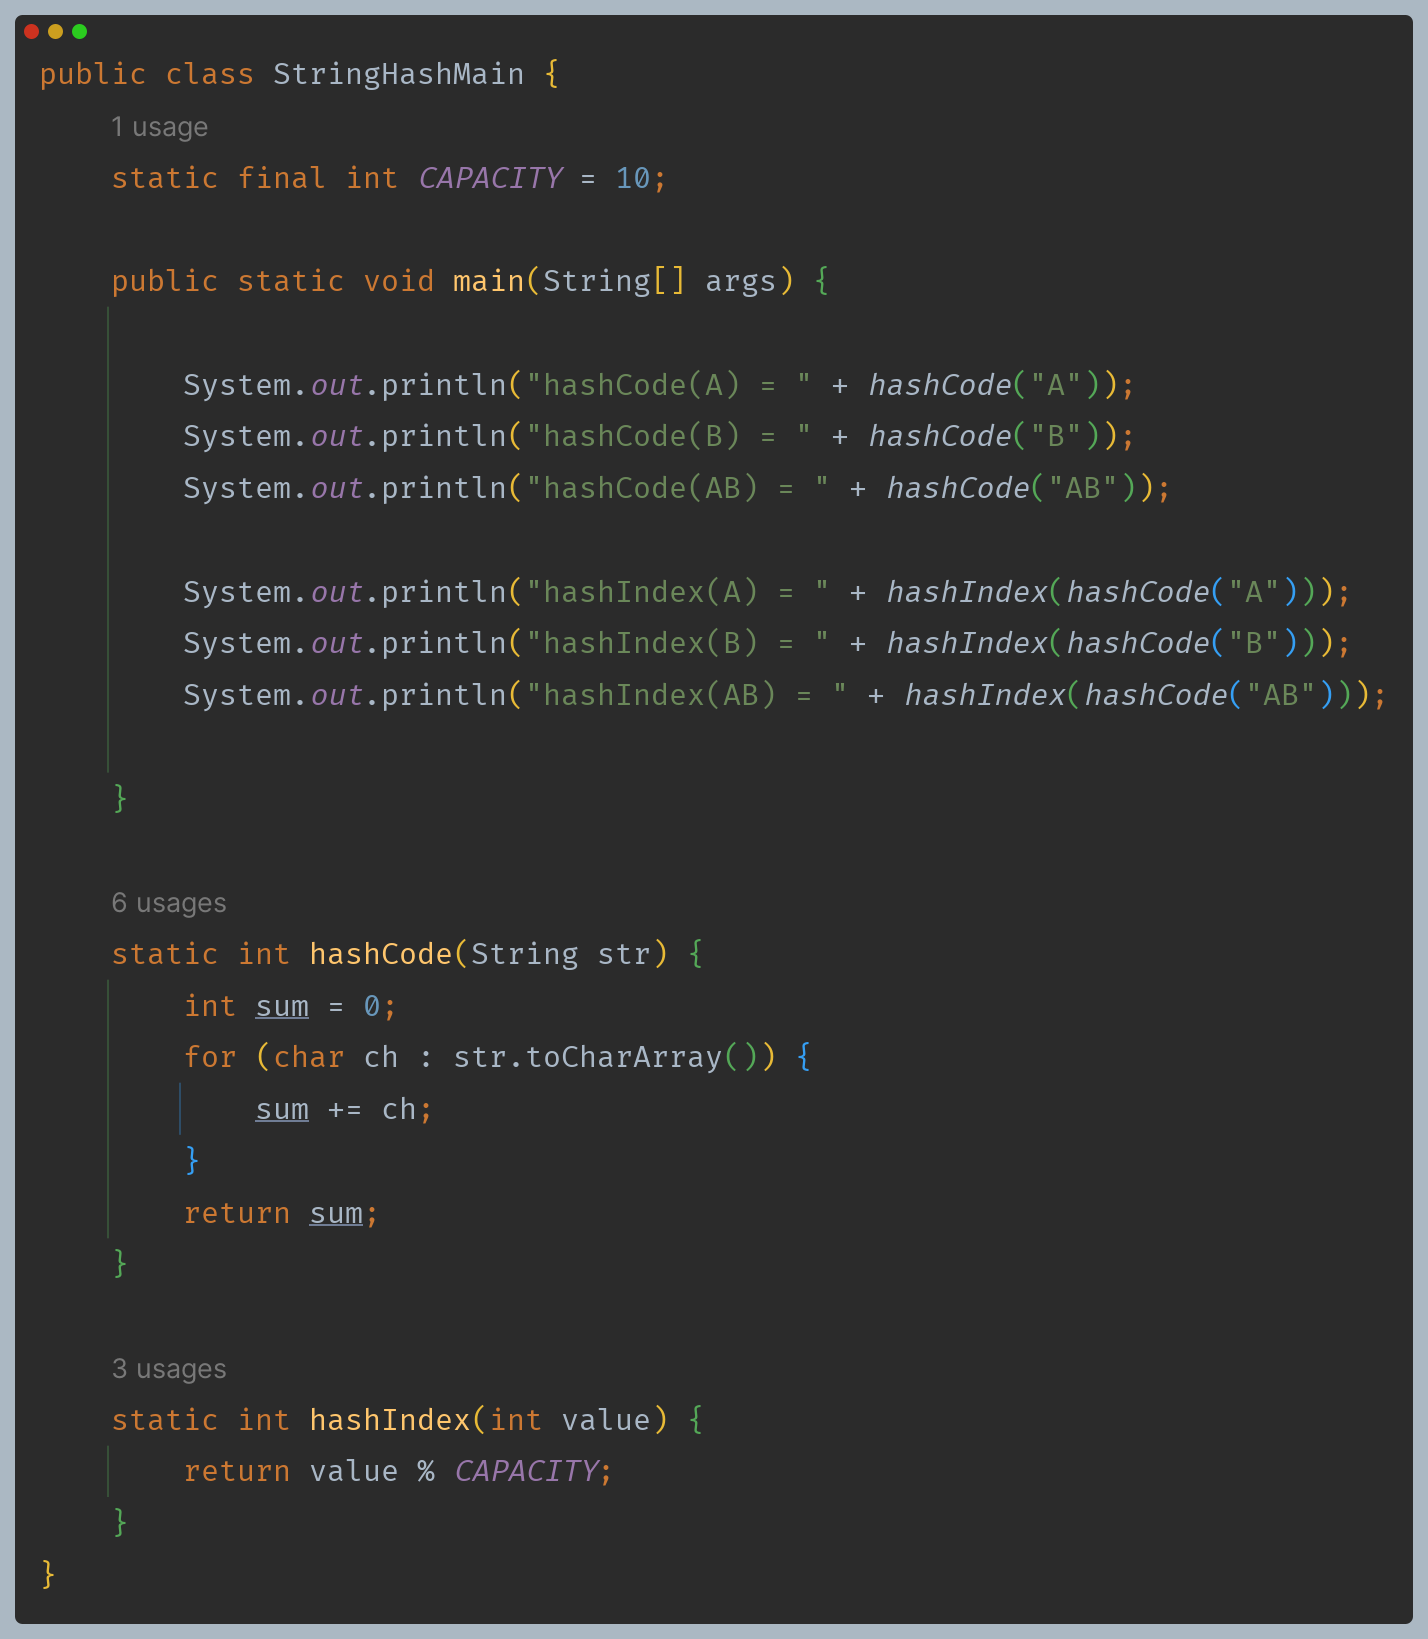 public class StringHashMain {
1 usage
static final int CAPACITY = 10;
public static void main(String[] args) {
System.out.println("hashCode(A) = " + hashCode("A"));
System.out.println("hashCode(B) = " + hashCode("B"));
System.out.println("hashCode(AB) = " + hashCode("AB"));
System.out.println("hashIndex(A) = " + hashIndex(hashCode("A")));
System.out.println("hashIndex(B) = " + hashIndex(hashCode("B")));
System.out.println("hashIndex(AB) = " + hashIndex(hashCode("AB")));
}
6 usages
static int hashCode(String str) {
int sum = 0;
for (char ch : str.toCharArray()) {
sum += ch;
}
return sum;
}
3 usages
static int hashIndex(int value) {
return value % CAPACITY;
}
}